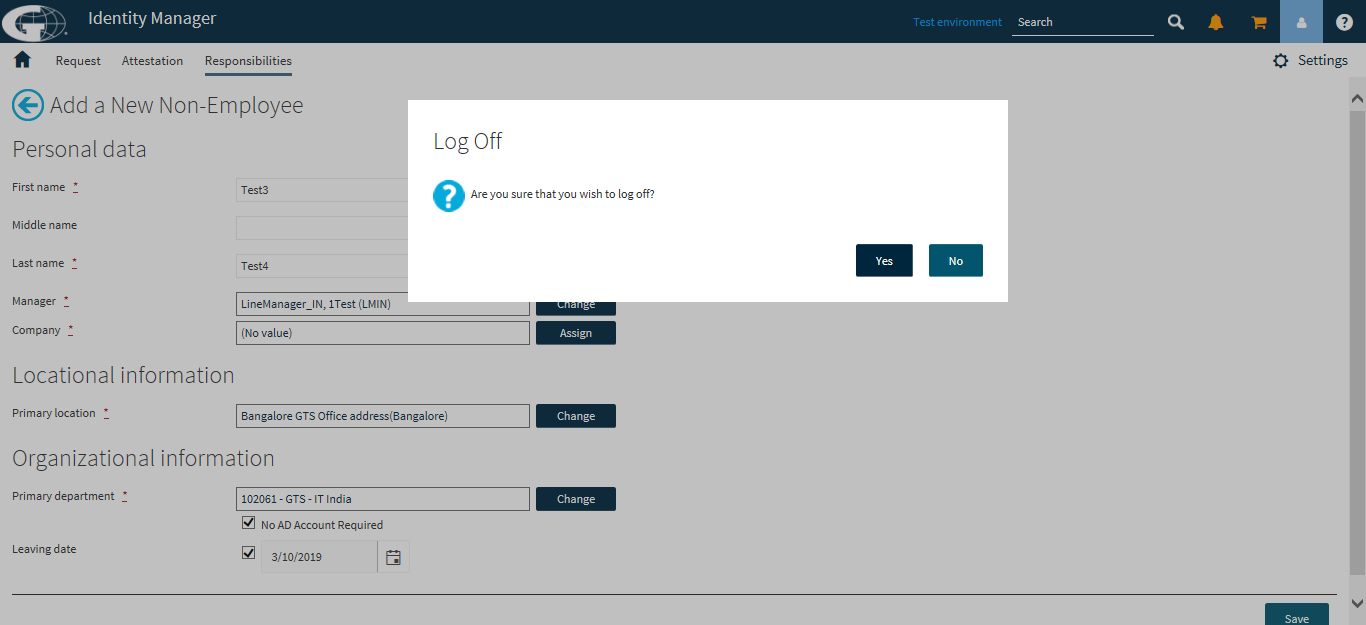 Identity Manager
Test environment
Search
Request
Attestation
Responsibilities
Settings
Add a New Non-Employee
Log Off
Are you sure that you wish to log off?
Yes
No
Personal data
First name *
Test3
Middle name
Last name *
Test4
Manager *
LineManager_IN, 1Test (LMIN)
Change
Company *
(No value)
Assign
Locational information
Primary location *
Bangalore GTS Office address(Bangalore)
Change
Organizational information
Primary department *
102061 - GTS - IT India
Change
No AD Account Required
Leaving date
3/10/2019
Save